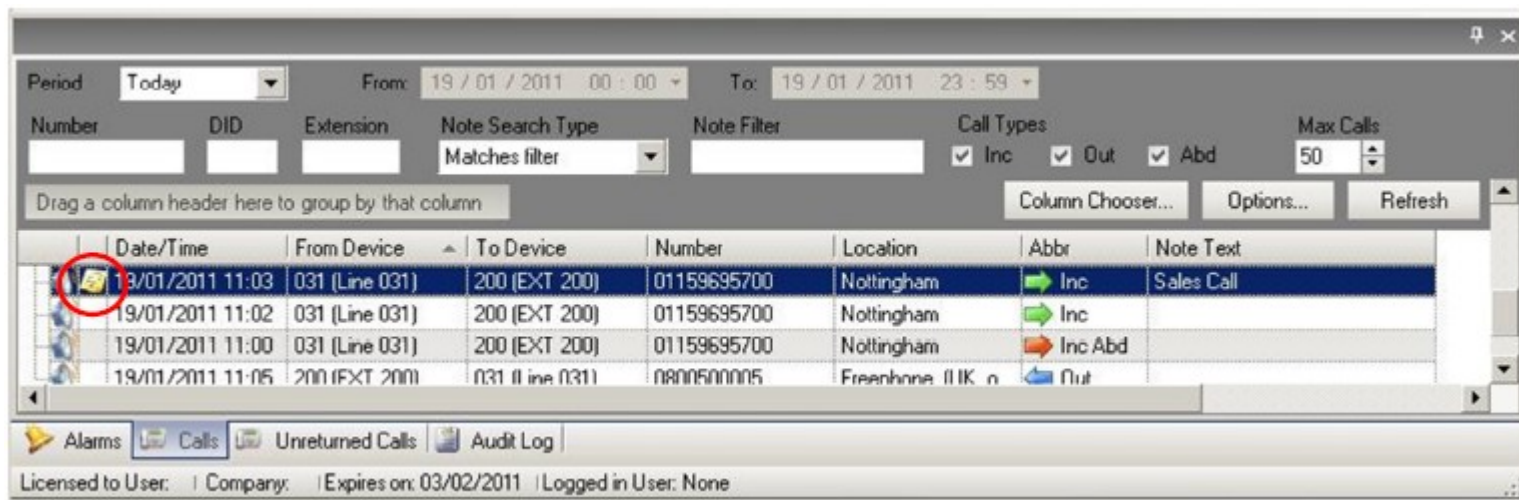 Period Today From: 19 / 01 / 2011 00 : 00 To: 19 / 01 / 2011 23 : 59
Number DID Extension Note Search Type Note Filter Call Types Max Calls
Matches filter Inc Out Abd 50
Drag a column header here to group by that column Column Chooser... Options... Refresh
Date/Time From Device To Device Number Location Abbr Note Text
19/01/2011 11:03 031 (Line 031) 200 (EXT 200) 01159695700 Nottingham Inc Sales Call
19/01/2011 11:02 031 (Line 031) 200 (EXT 200) 01159695700 Nottingham Inc
19/01/2011 11:00 031 (Line 031) 200 (EXT 200) 01159695700 Nottingham Inc Abd
19/01/2011 11:05 200 (EXT 200) 031 (Line 031) 0800500005 Freephone (UK Out
Alarms Calls Unreturned Calls Audit Log
Licensed to User: Company: Expires on: 03/02/2011 Logged in User: None